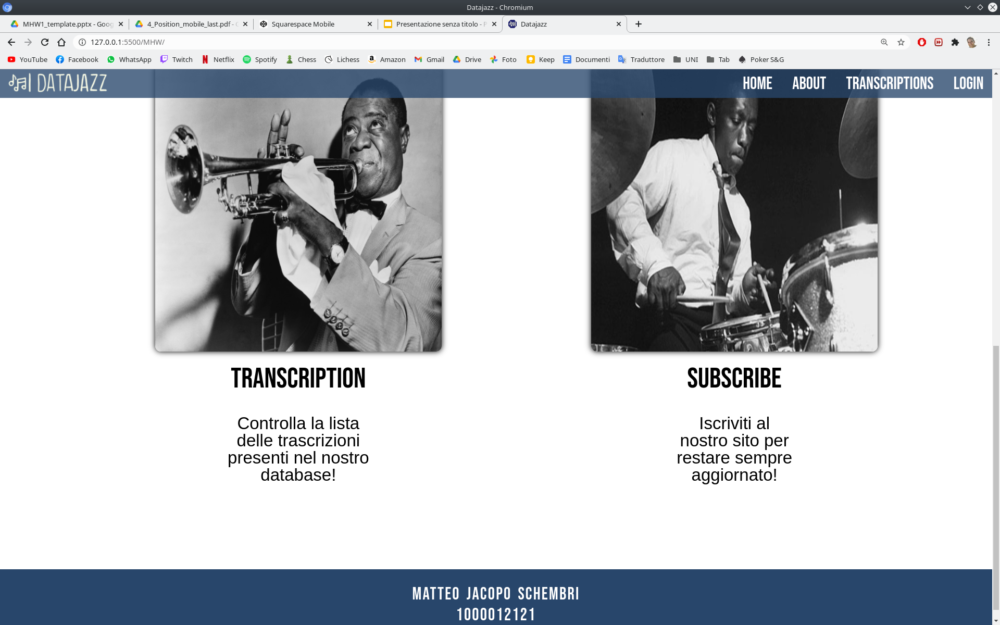 Datajazz - Chromium
MHW1_template.pptx - Goog
4_Position_mobile_last.pdf - G
Squarespace Mobile
Presentazione senza titolo - P
Datajazz
127.0.0.1:5500/MHW/
YouTube Facebook WhatsApp Twitch Netflix Spotify Chess Lichess Amazon Gmail Drive Foto Keep Documenti Traduttore UNI Tab Poker S&G
DATAJAZZ
HOME ABOUT TRANSCRIPTIONS LOGIN
TRANSCRIPTION
Controlla la lista
delle trascrizioni
presenti nel nostro
database!
SUBSCRIBE
Iscriviti al
nostro sito per
restare sempre
aggiornato!
MATTEO JACOPO SCHEMBRI
1000012121